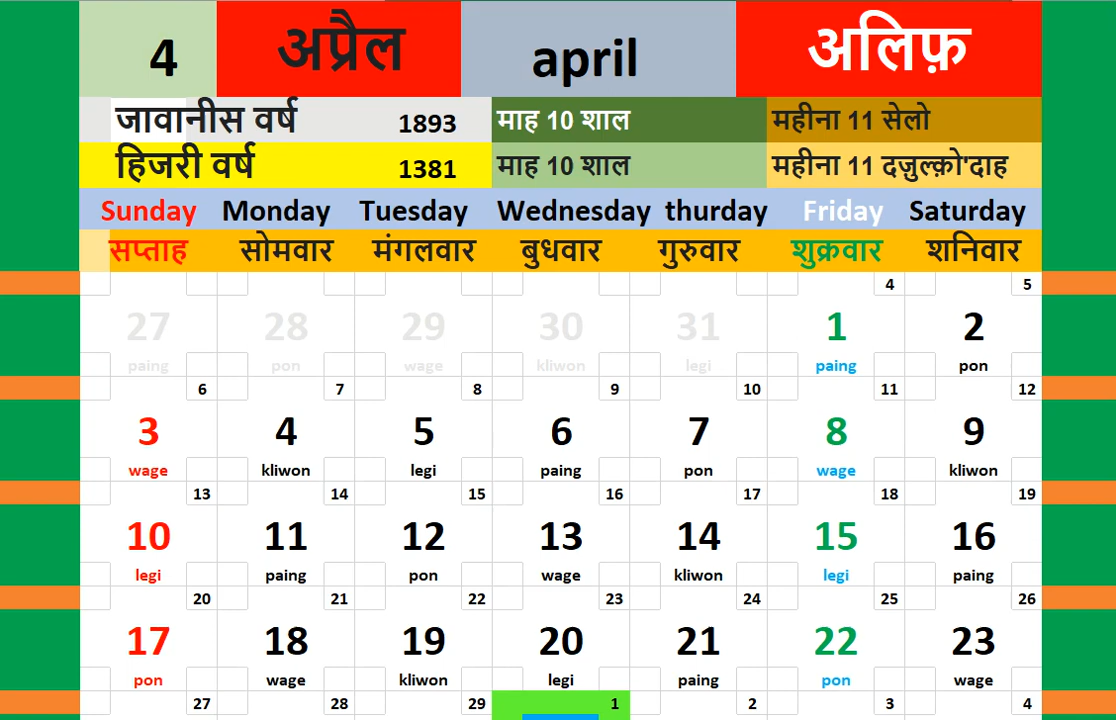 4 अप्रैल april अलिफ़
जावानीस वर्ष 1893 माह 10 शाल महीना 11 सेलो
हिजरी वर्ष 1381 माह 10 शाल महीना 11 दज़ुल्क़ो'दाह
Sunday Monday Tuesday Wednesday thurday Friday Saturday
सप्ताह सोमवार मंगलवार बुधवार गुरुवार शुक्रवार शनिवार
4 5
27 28 29 30 31 1 2
paing pon wage kliwon legi paing pon
6 7 8 9 10 11 12
3 4 5 6 7 8 9
wage kliwon legi paing pon wage kliwon
13 14 15 16 17 18 19
10 11 12 13 14 15 16
legi paing pon wage kliwon legi paing
20 21 22 23 24 25 26
17 18 19 20 21 22 23
pon wage kliwon legi paing pon wage
27 28 29 1 2 3 4